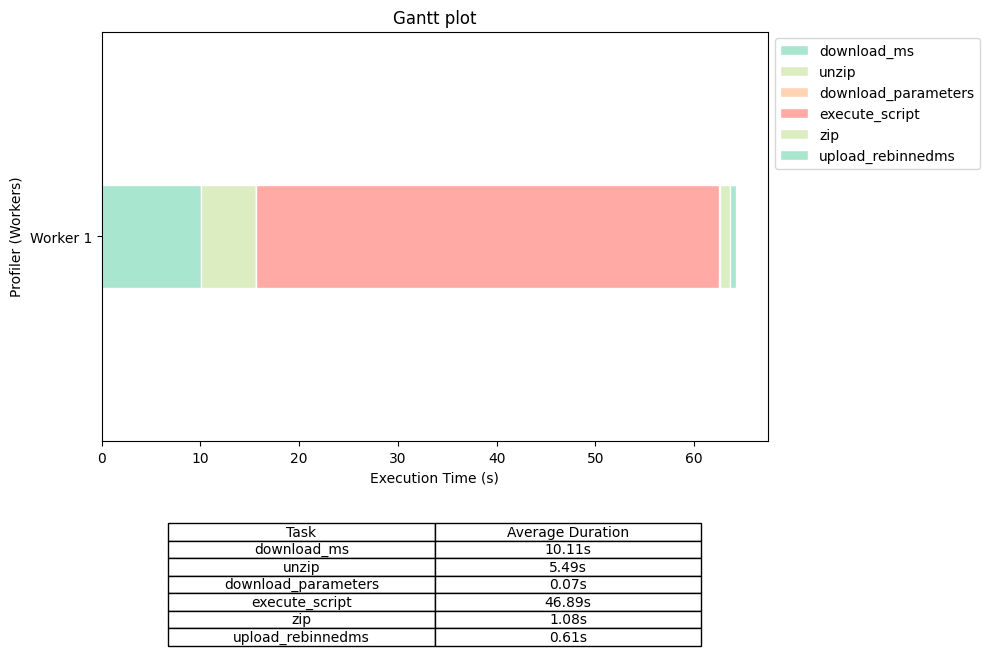 Gantt plot
download_ms
unzip
download_parameters
execute_script
zip
upload_rebinnedms
Profiler (Workers)
Worker 1
0 10 20 30 40 50 60
Execution Time (s)
Task Average Duration
download_ms 10.11s
unzip 5.49s
download_parameters 0.07s
execute_script 46.89s
zip 1.08s
upload_rebinnedms 0.61s